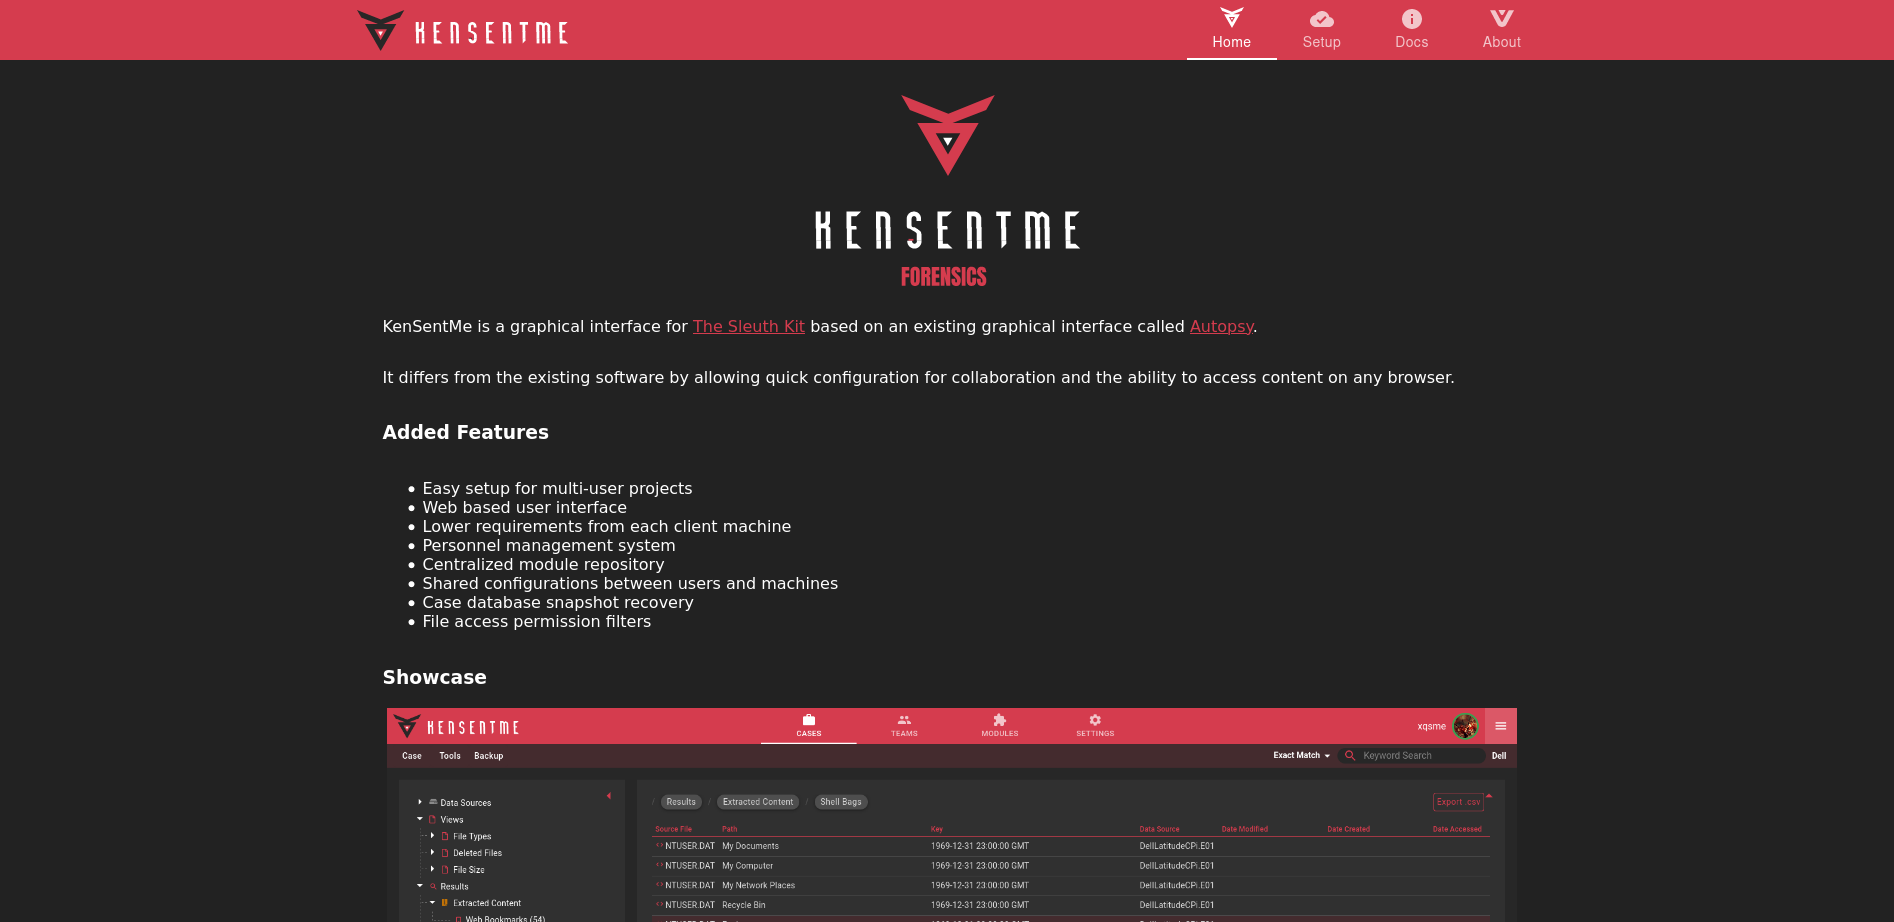 KENSENTME
Home
Setup
Docs
About
KENSENTME
FORENSICS
KenSentMe is a graphical interface for The Sleuth Kit based on an existing graphical interface called Autopsy.
It differs from the existing software by allowing quick configuration for collaboration and the ability to access content on any browser.
Added Features
Easy setup for multi-user projects
Web based user interface
Lower requirements from each client machine
Personnel management system
Centralized module repository
Shared configurations between users and machines
Case database snapshot recovery
File access permission filters
Showcase
KENSENTME
CASES
TEAMS
MODULES
SETTINGS
xqsme
Case Tools Backup
Exact Match
Keyword Search
Dell
Data Sources
Views
File Types
Deleted Files
File Size
Results
Extracted Content
Web Bookmarks (54)
/ Results / Extracted Content / Shell Bags
Export .csv
Source File Path Key Data Source Date Modified Date Created Date Accessed
NTUSER.DAT My Documents 1969-12-31 23:00:00 GMT DellLatitudeCPi.E01
NTUSER.DAT My Computer 1969-12-31 23:00:00 GMT DellLatitudeCPi.E01
NTUSER.DAT My Network Places 1969-12-31 23:00:00 GMT DellLatitudeCPi.E01
NTUSER.DAT Recycle Bin 1969-12-31 23:00:00 GMT DellLatitudeCPi.E01